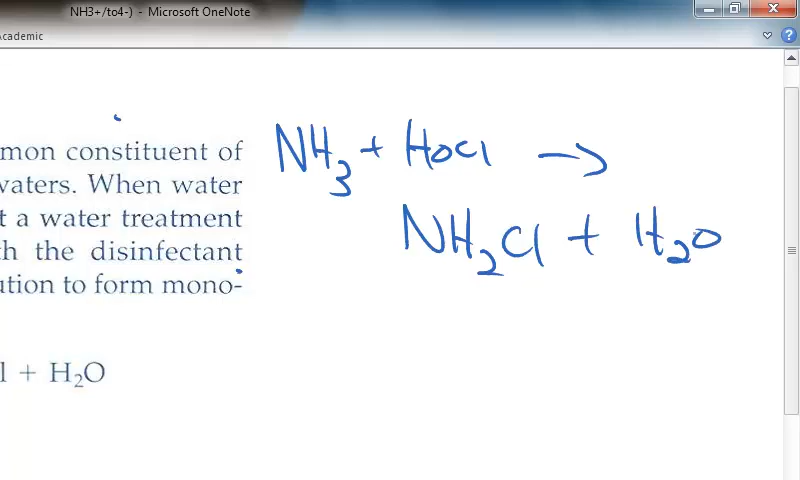 NH3+/to4-) - Microsoft OneNote
Academic
mon constituent of
waters. When water
t a water treatment
h the disinfectant
ution to form mono-
l + H₂O
NH₃ + HOCl →
NH₂Cl + H₂O